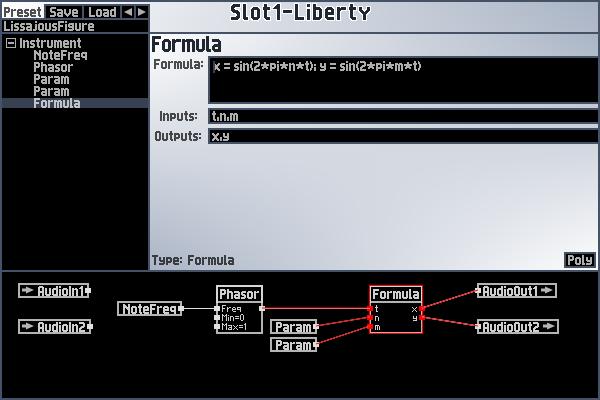 Preset Save Load
Slot1-Liberty
LissajousFigure
Instrument
NoteFreq
Phasor
Param
Param
Formula
Formula
Formula: x = sin(2*pi*n*t); y = sin(2*pi*m*t)
Inputs: t,n,m
Outputs: x,y
Type: Formula
Poly
AudioIn1
AudioIn2
NoteFreq
Phasor
Freq
Min=0
Max=1
Param
Param
Formula
t x
n y
m
AudioOut1
AudioOut2